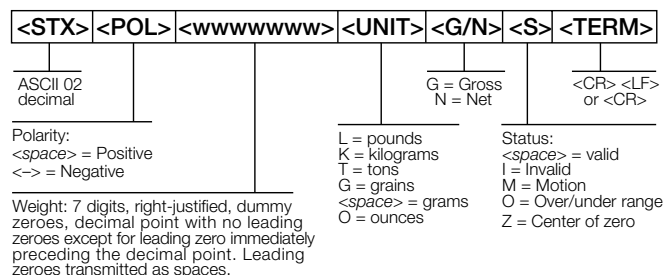 <STX> <POL> <wwwwwww> <UNIT> <G/N> <S> <TERM>
ASCII 02
decimal
G = Gross
N = Net
<CR> <LF>
or <CR>
Polarity:
<space> = Positive
<–> = Negative
L = pounds
K = kilograms
T = tons
G = grains
<space> = grams
O = ounces
Status:
<space> = valid
I = Invalid
M = Motion
O = Over/under range
Z = Center of zero
Weight: 7 digits, right-justified, dummy
zeroes, decimal point with no leading
zeroes except for leading zero immediately
preceding the decimal point. Leading
zeroes transmitted as spaces.